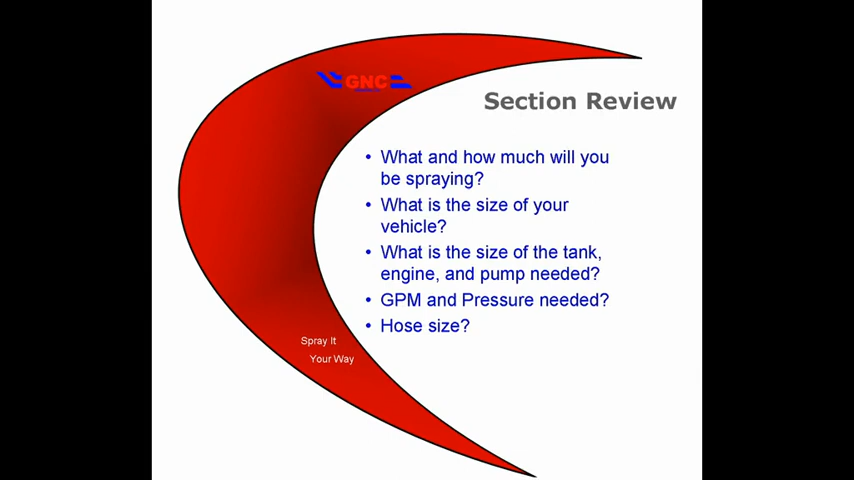 GNC
Section Review
• What and how much will you
be spraying?
• What is the size of your
vehicle?
• What is the size of the tank,
engine, and pump needed?
• GPM and Pressure needed?
• Hose size?
Spray It
Your Way